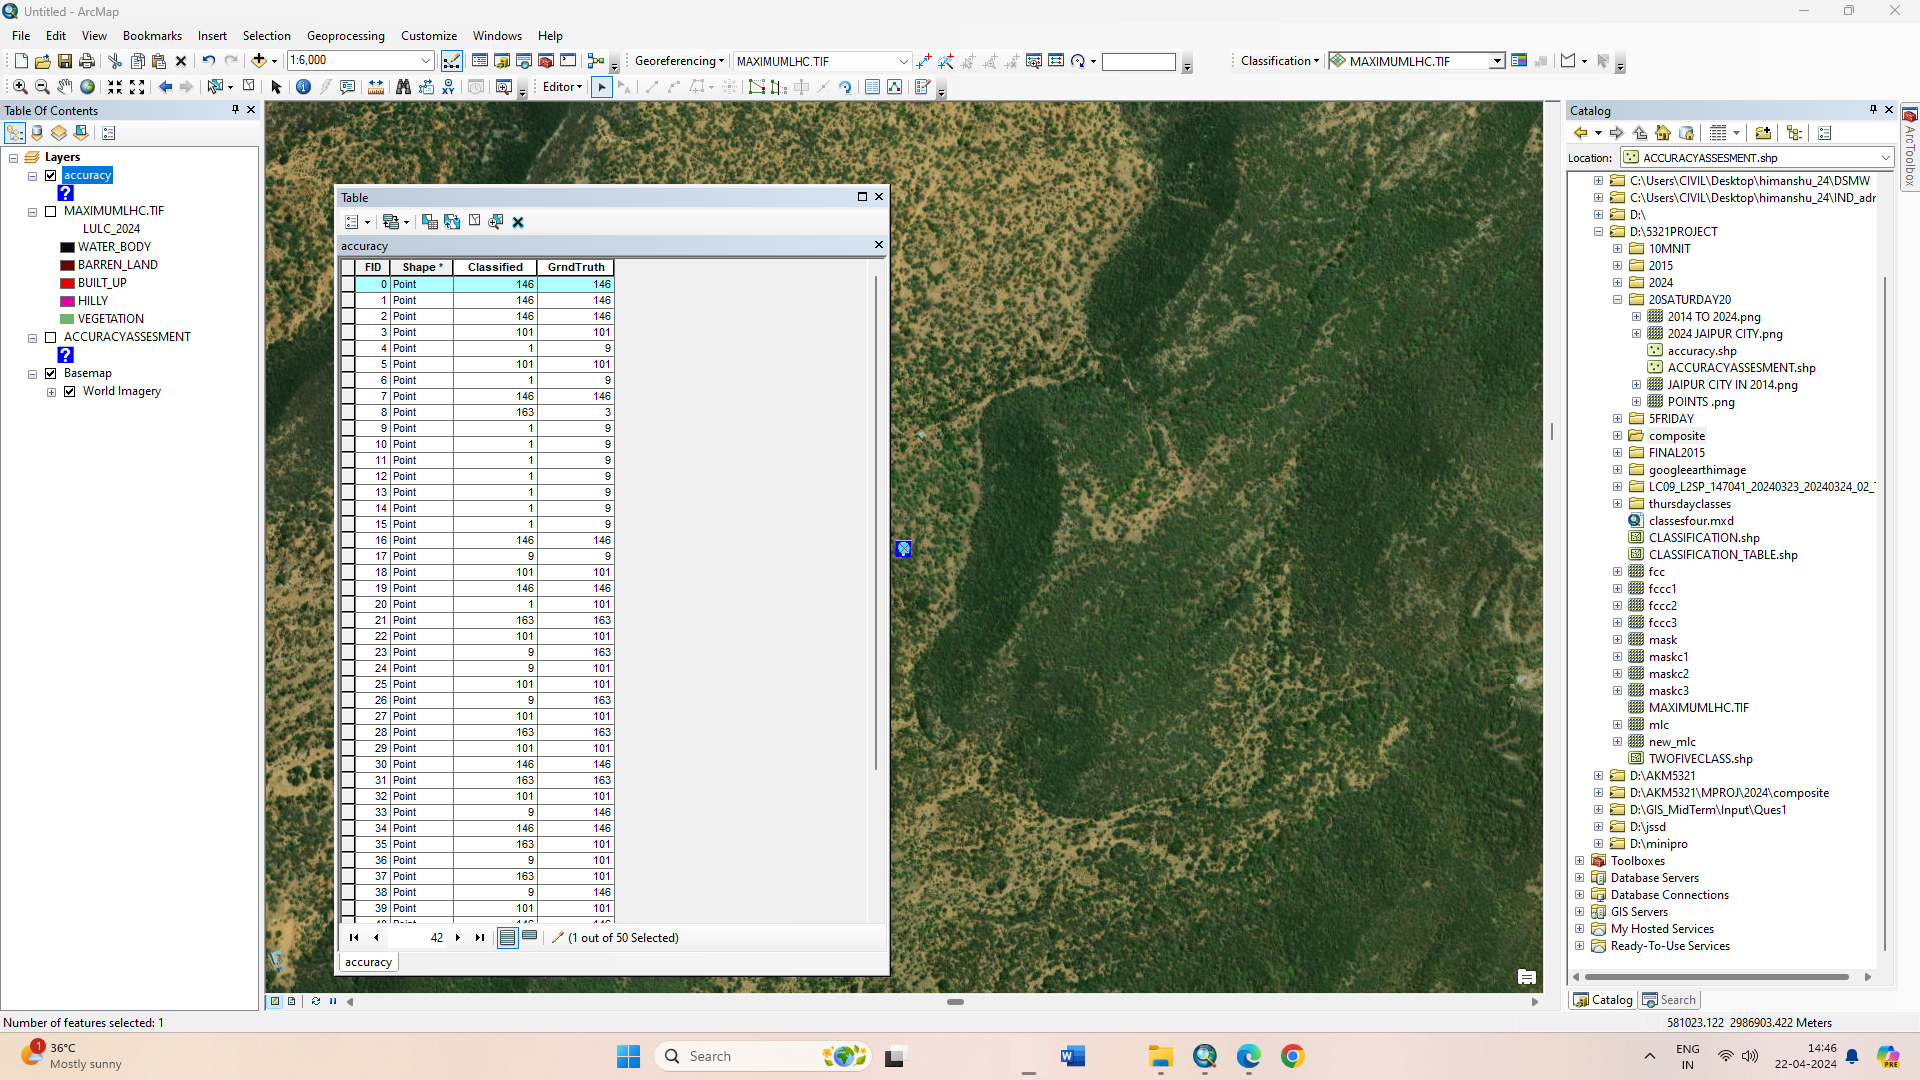 Untitled - ArcMap
File Edit View Bookmarks Insert Selection Geoprocessing Customize Windows Help
1:6,000 Georeferencing MAXIMUMLHC.TIF Classification MAXIMUMLHC.TIF
Editor
Table Of Contents
Layers
accuracy
?
MAXIMUMLHC.TIF
LULC_2024
WATER_BODY
BARREN_LAND
BUILT_UP
HILLY
VEGETATION
ACCURACYASSESMENT
?
Basemap
World Imagery
Table
accuracy
FID Shape * Classified GrndTruth
0 Point 146 146
1 Point 146 146
2 Point 146 146
3 Point 101 101
4 Point 1 9
5 Point 101 101
6 Point 1 9
7 Point 146 146
8 Point 163 3
9 Point 1 9
10 Point 1 9
11 Point 1 9
12 Point 1 9
13 Point 1 9
14 Point 1 9
15 Point 1 9
16 Point 146 146
17 Point 9 9
18 Point 101 101
19 Point 146 146
20 Point 1 101
21 Point 163 163
22 Point 101 101
23 Point 9 163
24 Point 9 101
25 Point 101 101
26 Point 9 163
27 Point 101 101
28 Point 163 163
29 Point 101 101
30 Point 146 146
31 Point 163 163
32 Point 101 101
33 Point 9 146
34 Point 146 146
35 Point 163 101
36 Point 9 101
37 Point 163 101
38 Point 9 146
39 Point 101 101
42 (1 out of 50 Selected)
accuracy
Catalog
Location: ACCURACYASSESMENT.shp
C:\Users\CIVIL\Desktop\himanshu_24\DSMW
C:\Users\CIVIL\Desktop\himanshu_24\IND_adr
D:\
D:\5321PROJECT
10MNIT
2015
2024
20SATURDAY20
2014 TO 2024.png
2024 JAIPUR CITY.png
accuracy.shp
ACCURACYASSESMENT.shp
JAIPUR CITY IN 2014.png
POINTS .png
5FRIDAY
composite
FINAL2015
googleearthimage
LC09_L2SP_147041_20240323_20240324_02_
thursdayclasses
classesfour.mxd
CLASSIFICATION.shp
CLASSIFICATION_TABLE.shp
fcc
fccc1
fccc2
fccc3
mask
maskc1
maskc2
maskc3
MAXIMUMLHC.TIF
mlc
new_mlc
TWOFIVECLASS.shp
D:\AKM5321
D:\AKM5321\MPROJ\2024\composite
D:\GIS_MidTerm\Input\Ques1
D:\jssd
D:\minipro
Toolboxes
Database Servers
Database Connections
GIS Servers
My Hosted Services
Ready-To-Use Services
Catalog Search
ArcToolbox
Number of features selected: 1
581023.122 2986903.422 Meters
1
36°C
Mostly sunny
Search
ENG
IN
14:46
22-04-2024
PRE